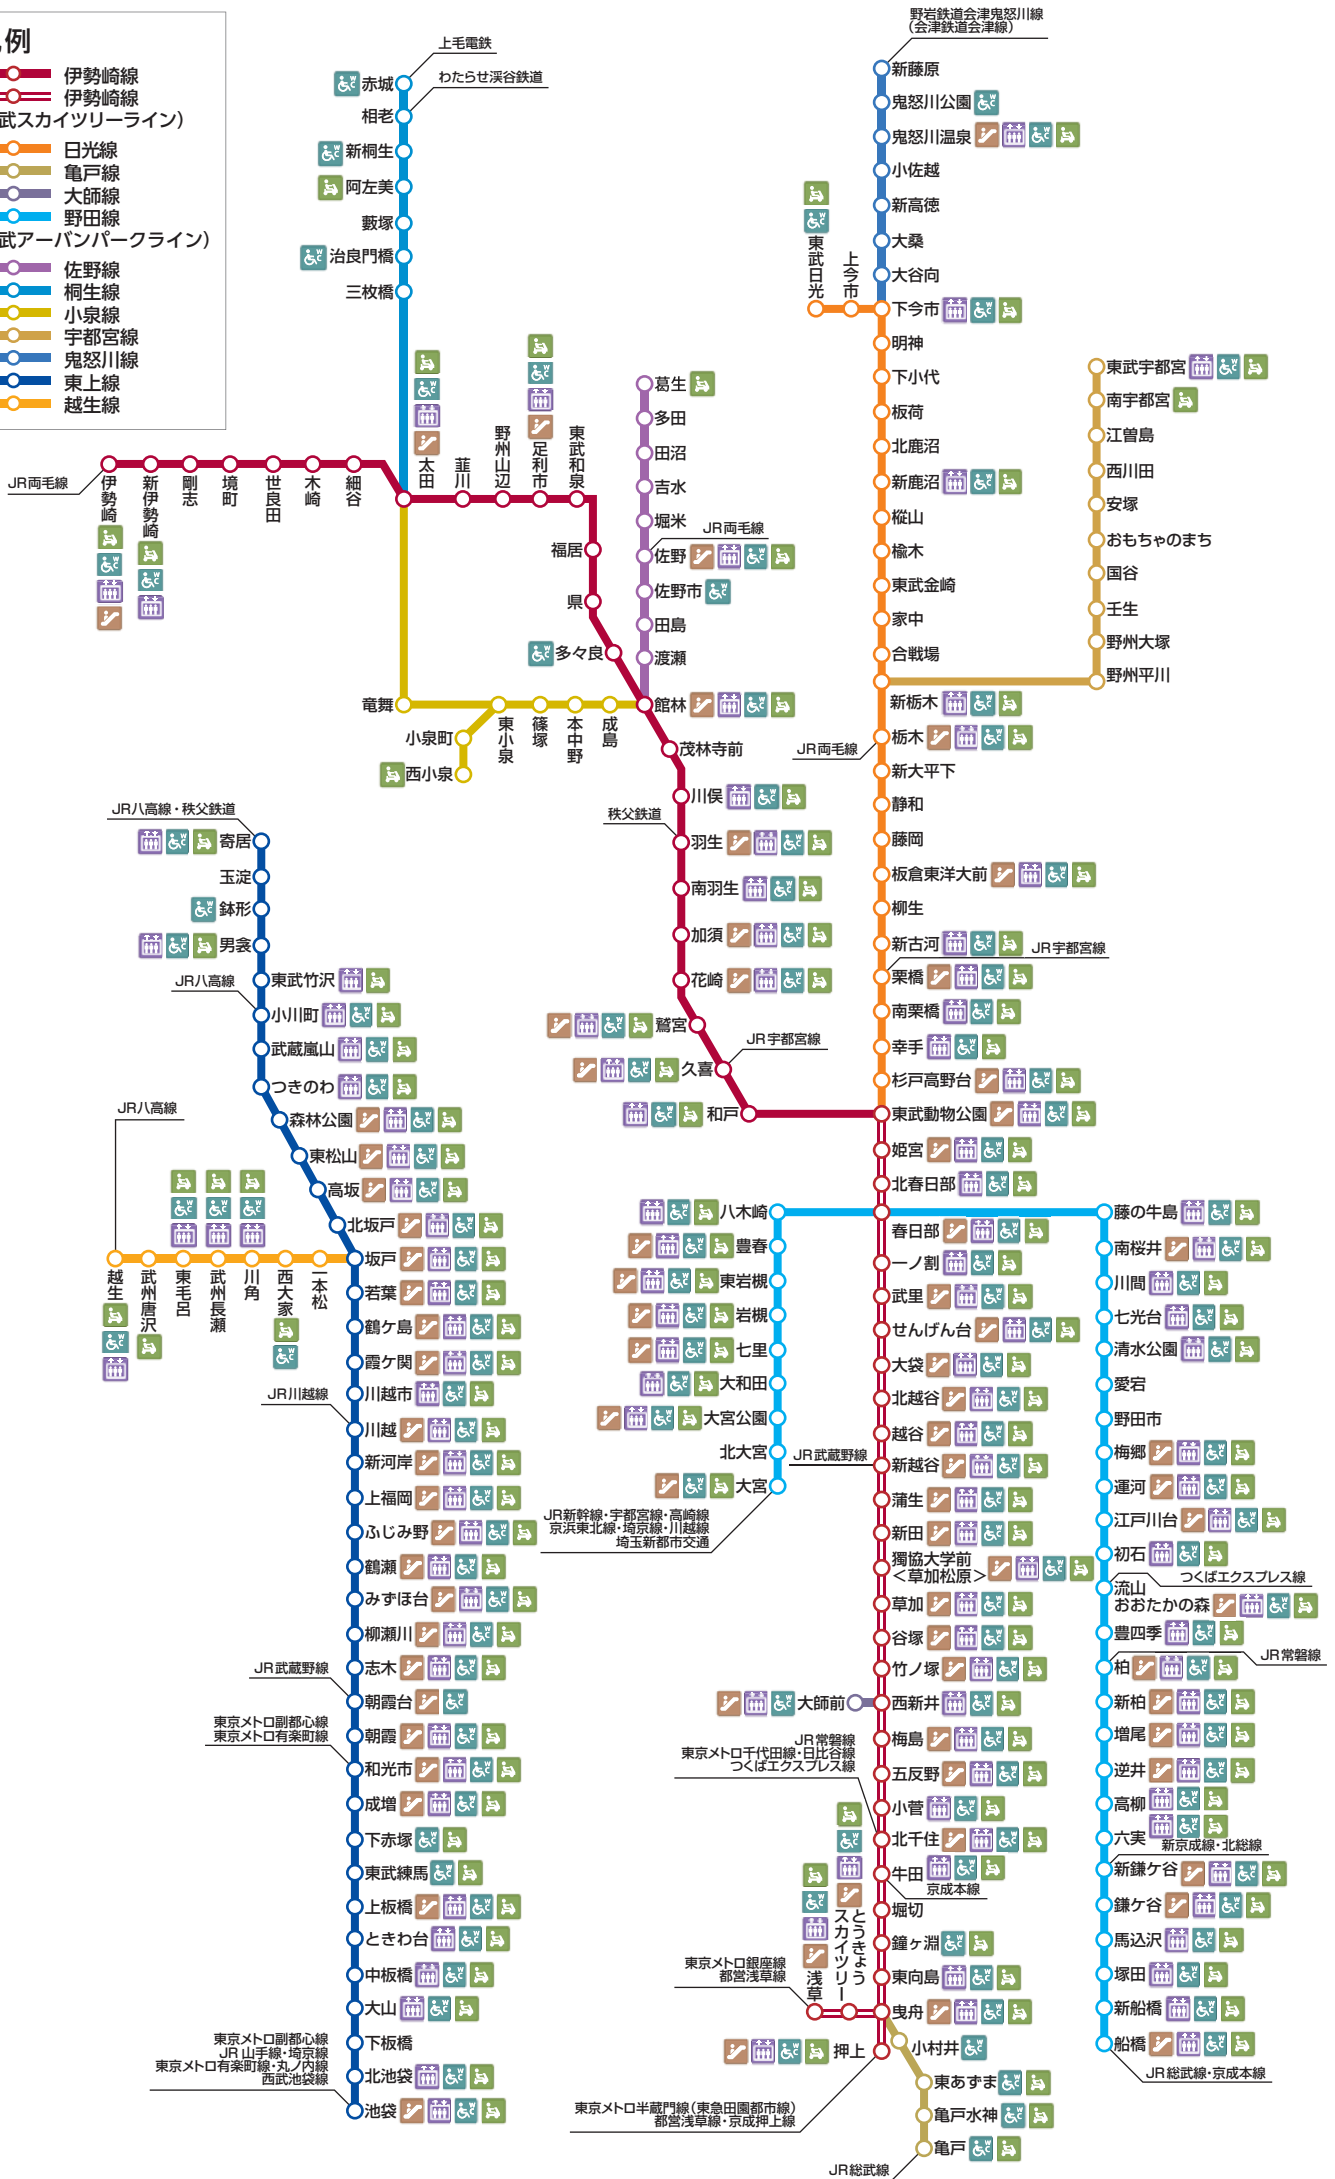 例
伊勢崎線
伊勢崎線
武スカイツリーライン）
日光線
亀戸線
大師線
野田線
武アーバンパークライン）
佐野線
桐生線
小泉線
宇都宮線
鬼怒川線
東上線
越生線
上毛電鉄
わたらせ渓谷鉄道
赤城
相老
新桐生
阿左美
藪塚
治良門橋
三枚橋
JR両毛線
伊勢崎
新伊勢崎
剛志
境町
世良田
木崎
細谷
太田
韮川
野州山辺
足利市
東武和泉
福居
県
多々良
館林
葛生
多田
田沼
吉水
堀米
JR両毛線
佐野
佐野市
田島
渡瀬
竜舞
小泉町
西小泉
東小泉
篠塚
本中野
成島
茂林寺前
川俣
秩父鉄道
羽生
南羽生
加須
花崎
鷲宮
JR宇都宮線
久喜
和戸
野岩鉄道会津鬼怒川線
（会津鉄道会津線）
新藤原
鬼怒川公園
鬼怒川温泉
小佐越
新高徳
大桑
大谷向
東武日光
上今市
下今市
明神
下小代
板荷
北鹿沼
新鹿沼
樅山
楡木
東武金崎
家中
合戦場
新栃木
JR両毛線
栃木
新大平下
静和
藤岡
板倉東洋大前
柳生
新古河
JR宇都宮線
栗橋
南栗橋
幸手
杉戸高野台
東武動物公園
東武宇都宮
南宇都宮
江曽島
西川田
安塚
おもちゃのまち
国谷
壬生
野州大塚
野州平川
姫宮
北春日部
春日部
一ノ割
武里
せんげん台
大袋
北越谷
越谷
JR武蔵野線
新越谷
蒲生
新田
獨協大学前
＜草加松原＞
草加
谷塚
竹ノ塚
大師前
西新井
梅島
JR常磐線
東京メトロ千代田線・日比谷線
つくばエクスプレス線
五反野
小菅
北千住
牛田
京成本線
堀切
鐘ヶ淵
東向島
とうきょう
スカイツリー
浅草
東京メトロ銀座線
都営浅草線
曳舟
押上
東京メトロ半蔵門線（東急田園都市線）
都営浅草線・京成押上線
小村井
東あずま
亀戸水神
亀戸
JR総武線
八木崎
豊春
東岩槻
岩槻
七里
大和田
大宮公園
北大宮
大宮
JR新幹線・宇都宮線・高崎線
京浜東北線・埼京線・川越線
埼玉新都市交通
藤の牛島
南桜井
川間
七光台
清水公園
愛宕
野田市
梅郷
運河
江戸川台
初石
つくばエクスプレス線
流山
おおたかの森
豊四季
JR常磐線
柏
新柏
増尾
逆井
高柳
六実
新京成線・北総線
新鎌ケ谷
鎌ケ谷
馬込沢
塚田
新船橋
船橋
JR総武線・京成本線
JR八高線・秩父鉄道
寄居
玉淀
鉢形
男衾
東武竹沢
JR八高線
小川町
武蔵嵐山
つきのわ
森林公園
東松山
高坂
北坂戸
坂戸
JR八高線
越生
武州唐沢
東毛呂
武州長瀬
川角
西大家
一本松
若葉
鶴ケ島
霞ケ関
川越市
JR川越線
川越
新河岸
上福岡
ふじみ野
鶴瀬
みずほ台
柳瀬川
志木
JR武蔵野線
朝霞台
朝霞
東京メトロ副都心線
東京メトロ有楽町線
和光市
成増
下赤塚
東武練馬
上板橋
ときわ台
中板橋
大山
下板橋
北池袋
東京メトロ副都心線
JR山手線・埼京線
東京メトロ有楽町線・丸ノ内線
西武池袋線
池袋